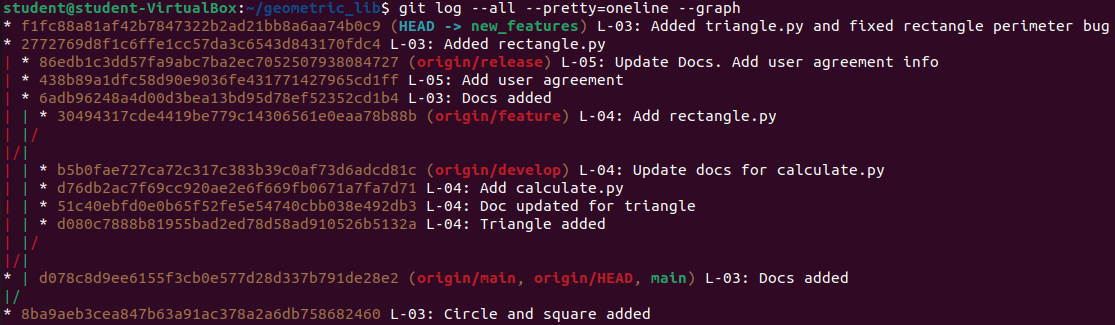 student@student-VirtualBox:~/geometric_lib$ git log --all --pretty=oneline --graph
* f1fc88a81af42b7847322b2ad21bb8a6aa74b0c9 (HEAD -> new_features) L-03: Added triangle.py and fixed rectangle perimeter bug
* 2772769d8f1c6ffe1cc57da3c6543d843170fdc4 L-03: Added rectangle.py
| * 86edb1c3dd57fa9abc7ba2ec7052507938084727 (origin/release) L-05: Update Docs. Add user agreement info
| * 438b89a1dfc58d90e9036fe431771427965cd1ff L-05: Add user agreement
| * 6adb96248a4d00d3bea13bd95d78ef52352cd1b4 L-03: Docs added
| | * 30494317cde4419be779c14306561e0eaa78b88b (origin/feature) L-04: Add rectangle.py
| |/
|/|
| | * b5b0fae727ca72c317c383b39c0af73d6adcd81c (origin/develop) L-04: Update docs for calculate.py
| | * d76db2ac7f69cc920ae2e6f669fb0671a7fa7d71 L-04: Add calculate.py
| | * 51c40ebfd0e0b65f52fe5e54740cbb038e492db3 L-04: Doc updated for triangle
| | * d080c7888b81955bad2ed78d58ad910526b5132a L-04: Triangle added
| |/
|/|
* | d078c8d9ee6155f3cb0e577d28d337b791de28e2 (origin/main, origin/HEAD, main) L-03: Docs added
|/
* 8ba9aeb3cea847b63a91ac378a2a6db758682460 L-03: Circle and square added